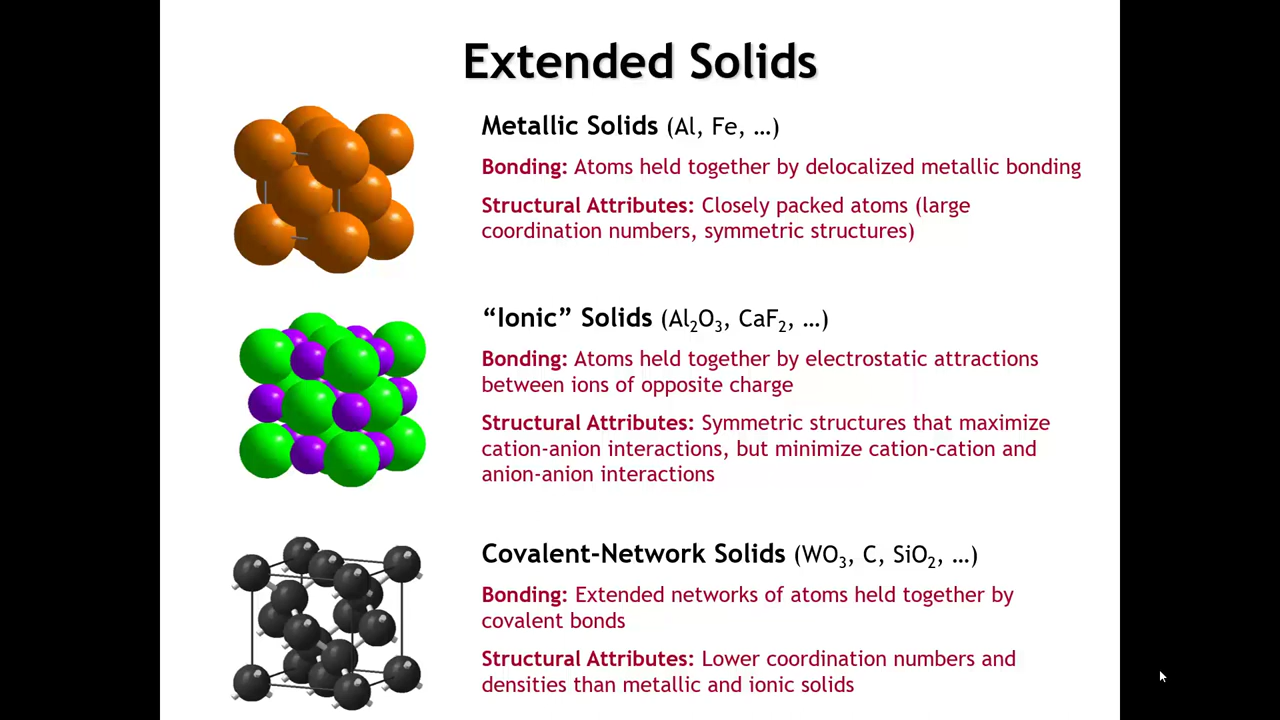 Extended Solids
Metallic Solids (Al, Fe, …)
Bonding: Atoms held together by delocalized metallic bonding
Structural Attributes: Closely packed atoms (large
coordination numbers, symmetric structures)
“Ionic” Solids (Al₂O₃, CaF₂, …)
Bonding: Atoms held together by electrostatic attractions
between ions of opposite charge
Structural Attributes: Symmetric structures that maximize
cation-anion interactions, but minimize cation-cation and
anion-anion interactions
Covalent-Network Solids (WO₃, C, SiO₂, …)
Bonding: Extended networks of atoms held together by
covalent bonds
Structural Attributes: Lower coordination numbers and
densities than metallic and ionic solids